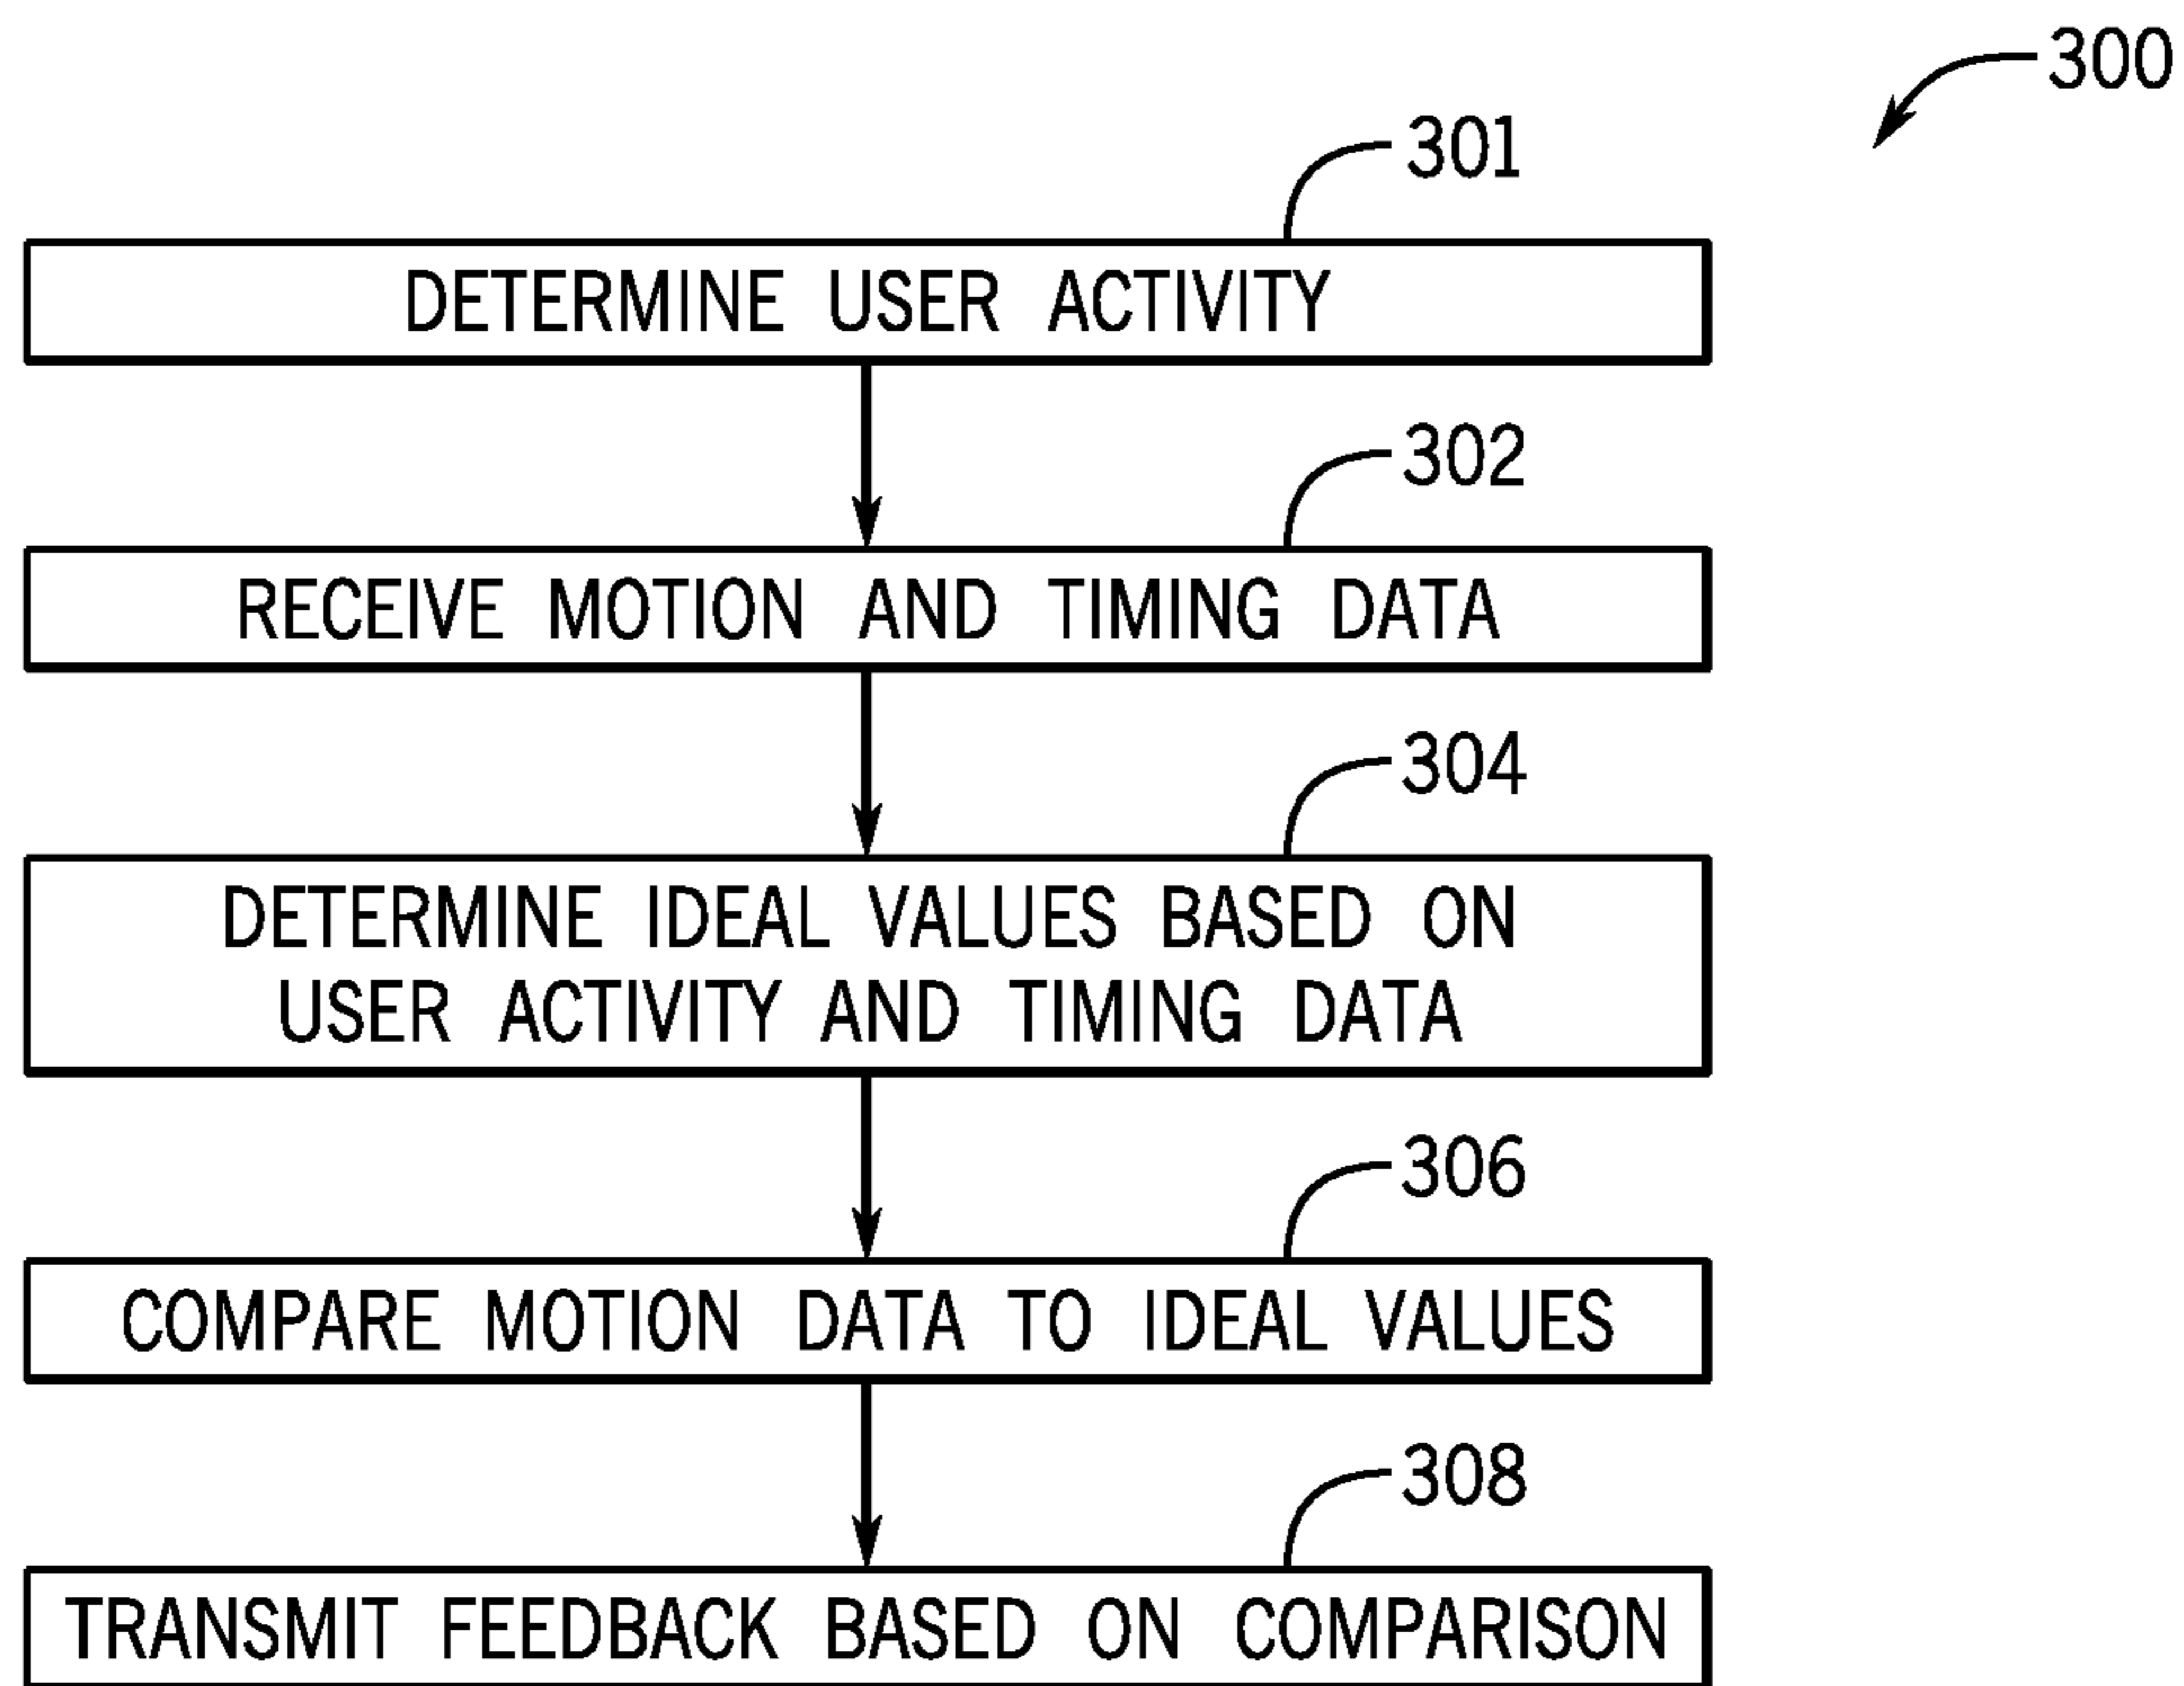 300
301
DETERMINE USER ACTIVITY
302
RECEIVE MOTION AND TIMING DATA
304
DETERMINE IDEAL VALUES BASED ON
USER ACTIVITY AND TIMING DATA
306
COMPARE MOTION DATA TO IDEAL VALUES
308
TRANSMIT FEEDBACK BASED ON COMPARISON